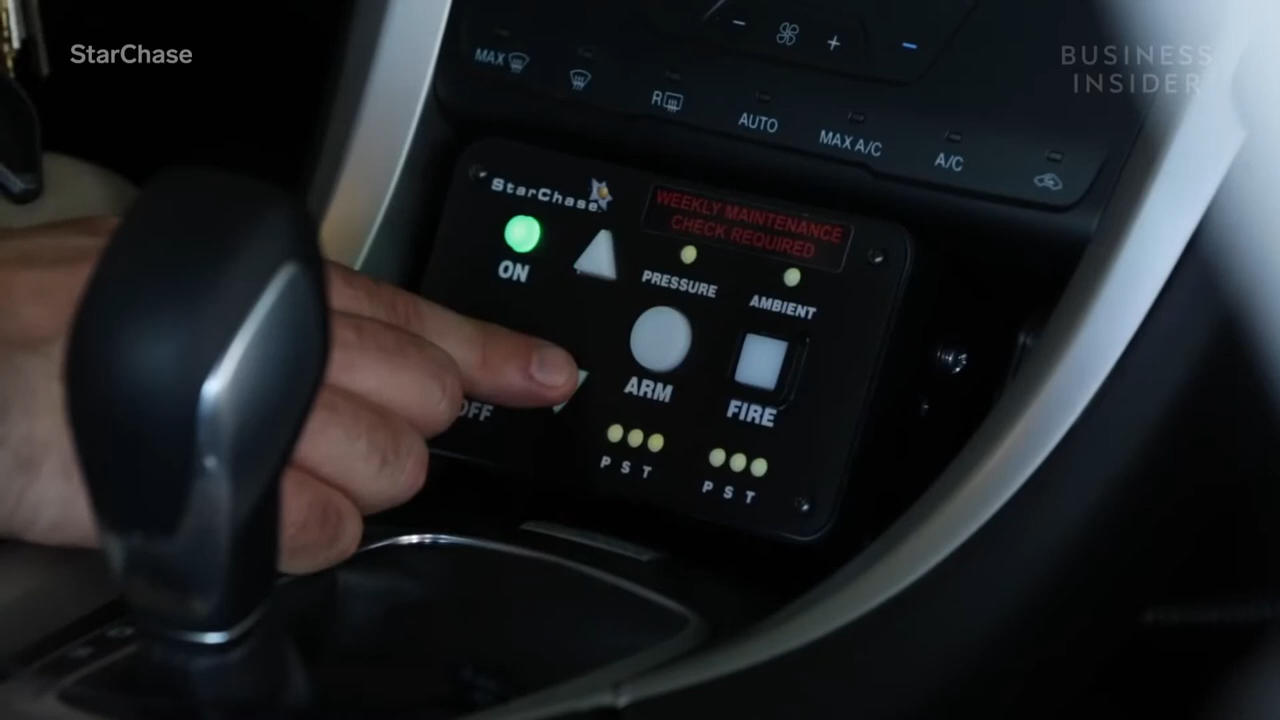 StarChase
BUSINESS
INSIDER
MAX
R
AUTO
MAX A/C
A/C
StarChase
WEEKLY MAINTENANCE
CHECK REQUIRED
ON
PRESSURE
AMBIENT
OFF
ARM
FIRE
P S T
P S T